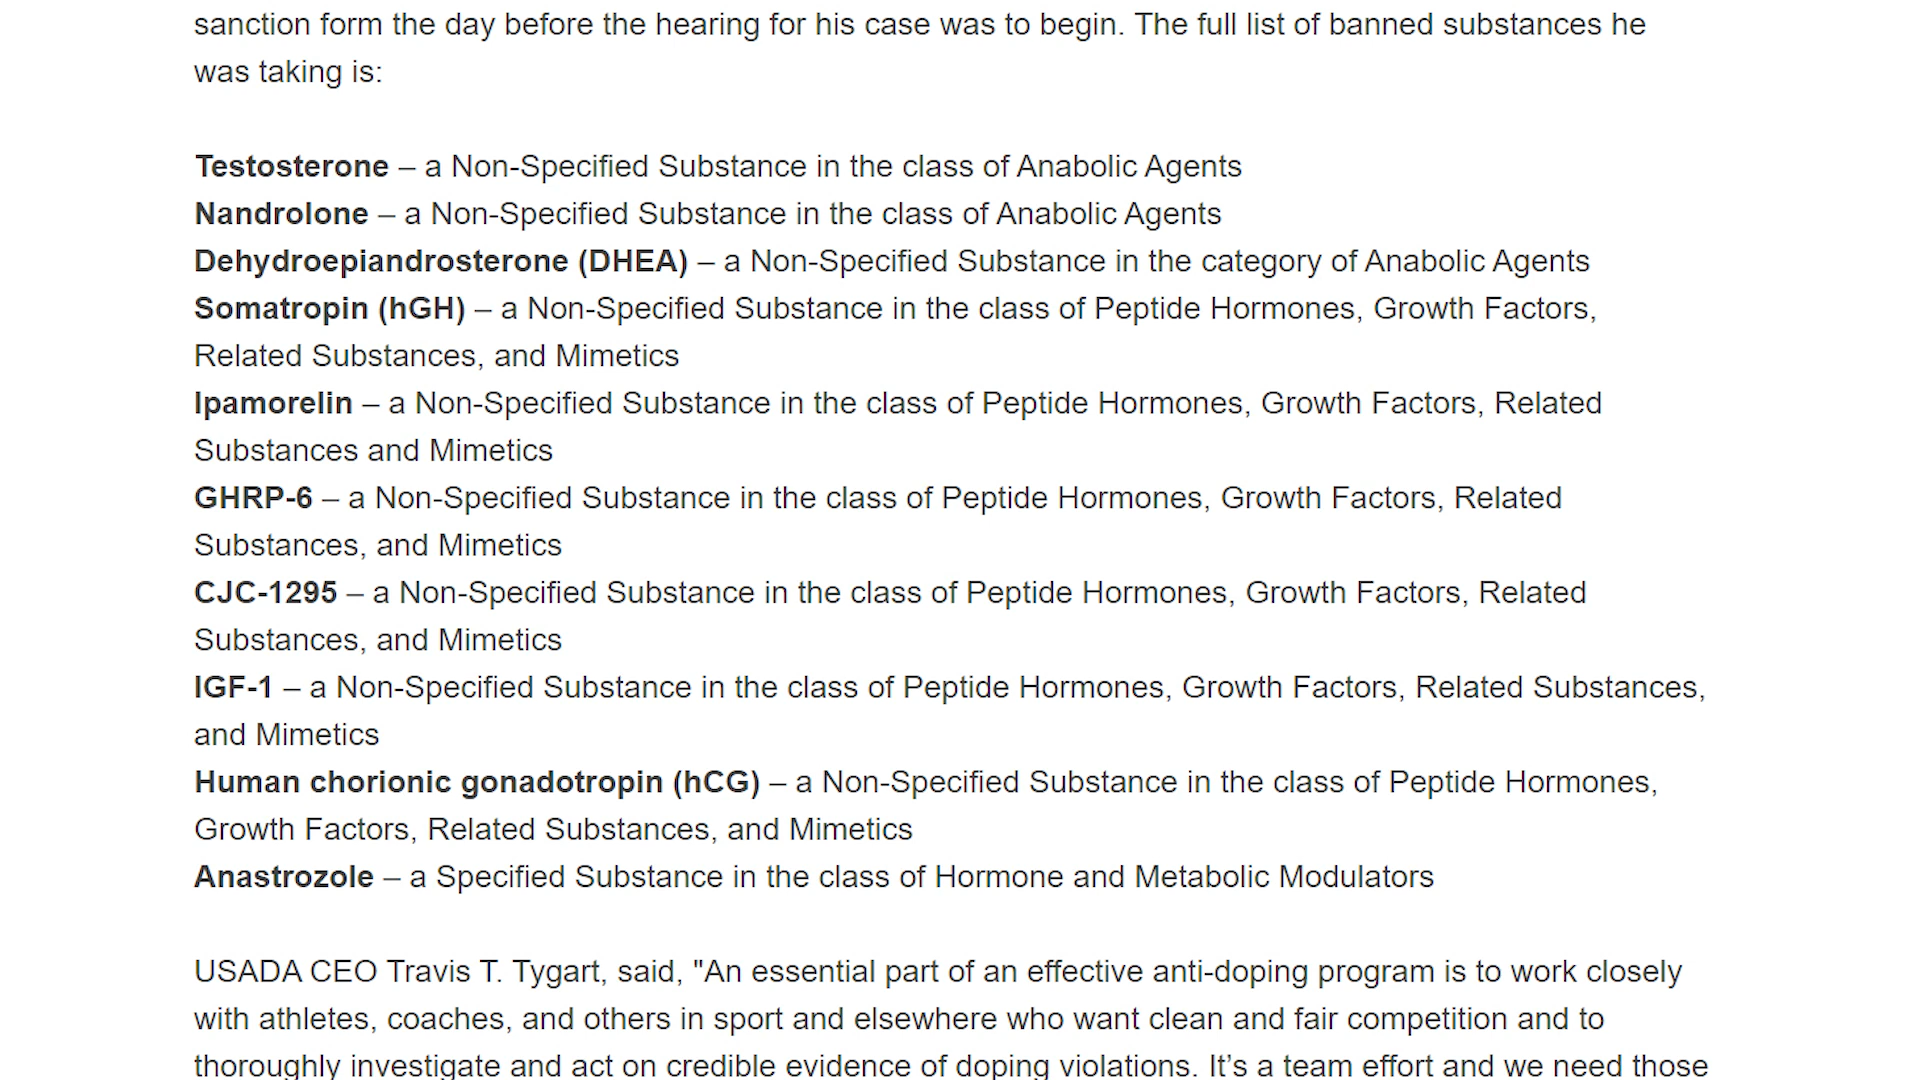 sanction form the day before the hearing for his case was to begin. The full list of banned substances he
was taking is:
Testosterone – a Non-Specified Substance in the class of Anabolic Agents
Nandrolone – a Non-Specified Substance in the class of Anabolic Agents
Dehydroepiandrosterone (DHEA) – a Non-Specified Substance in the category of Anabolic Agents
Somatropin (hGH) – a Non-Specified Substance in the class of Peptide Hormones, Growth Factors,
Related Substances, and Mimetics
Ipamorelin – a Non-Specified Substance in the class of Peptide Hormones, Growth Factors, Related
Substances and Mimetics
GHRP-6 – a Non-Specified Substance in the class of Peptide Hormones, Growth Factors, Related
Substances, and Mimetics
CJC-1295 – a Non-Specified Substance in the class of Peptide Hormones, Growth Factors, Related
Substances, and Mimetics
IGF-1 – a Non-Specified Substance in the class of Peptide Hormones, Growth Factors, Related Substances,
and Mimetics
Human chorionic gonadotropin (hCG) – a Non-Specified Substance in the class of Peptide Hormones,
Growth Factors, Related Substances, and Mimetics
Anastrozole – a Specified Substance in the class of Hormone and Metabolic Modulators
USADA CEO Travis T. Tygart, said, "An essential part of an effective anti-doping program is to work closely
with athletes, coaches, and others in sport and elsewhere who want clean and fair competition and to
thoroughly investigate and act on credible evidence of doping violations. It’s a team effort and we need those